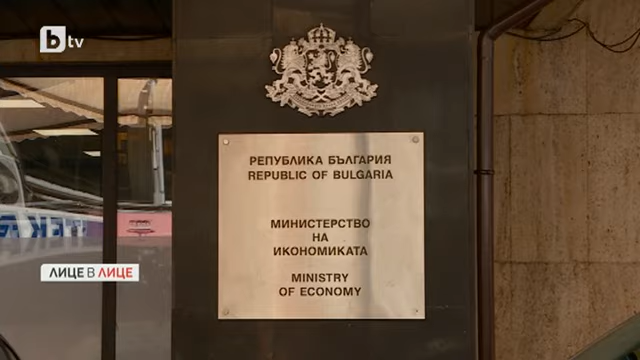 btv
РЕПУБЛИКА БЪЛГАРИЯ
REPUBLIC OF BULGARIA
МИНИСТЕРСТВО
НА
ИКОНОМИКАТА
MINISTRY
OF ECONOMY
ЛИЦЕ В ЛИЦЕ